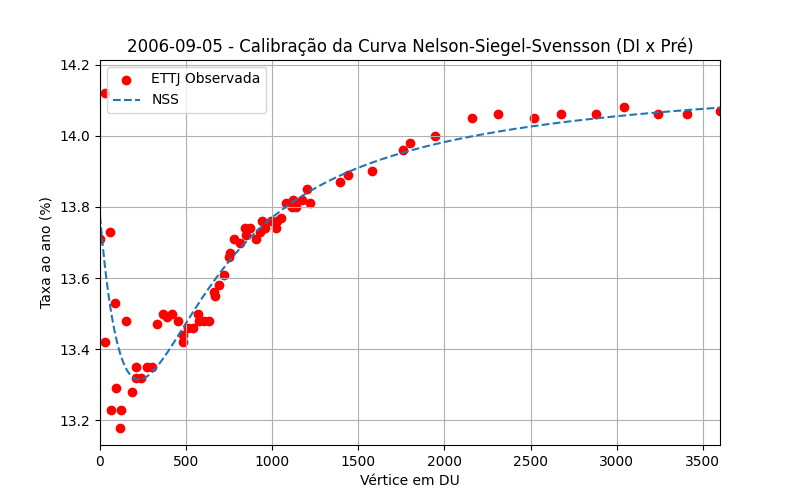 2006-09-05 - Calibração da Curva Nelson-Siegel-Svensson (DI x Pré)
ETTJ Observada
NSS
Taxa ao ano (%)
14.2
14.0
13.8
13.6
13.4
13.2
0 500 1000 1500 2000 2500 3000 3500
Vértice em DU